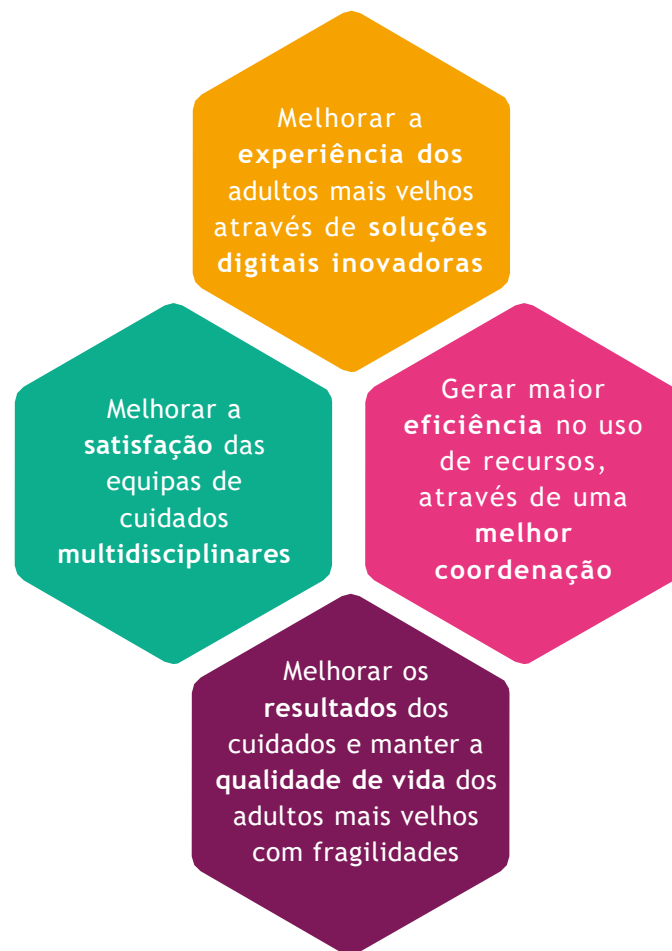 Melhorar a
experiência dos
adultos mais velhos
através de soluções
digitais inovadoras
Melhorar a
satisfação das
equipas de
cuidados
multidisciplinares
Gerar maior
eficiência no uso
de recursos,
através de uma
melhor
coordenação
Melhorar os
resultados dos
cuidados e manter a
qualidade de vida dos
adultos mais velhos
com fragilidades